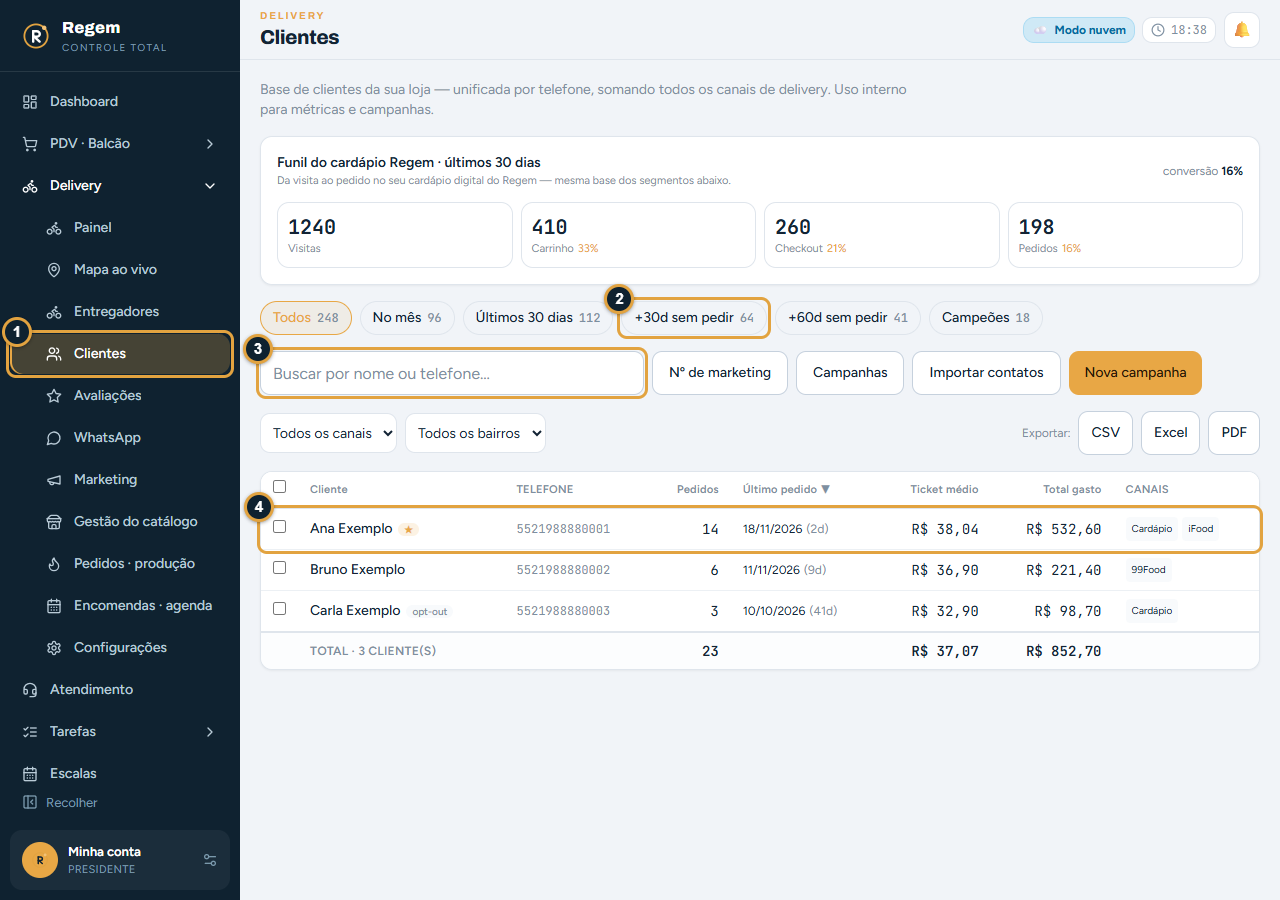 Regem
CONTROLE TOTAL
Dashboard
PDV · Balcão
Delivery
Painel
Mapa ao vivo
Entregadores
1
Clientes
Avaliações
WhatsApp
Marketing
Gestão do catálogo
Pedidos · produção
Encomendas · agenda
Configurações
Atendimento
Tarefas
Escalas
Recolher
R
Minha conta
PRESIDENTE
DELIVERY
Clientes
Modo nuvem
18:38
Base de clientes da sua loja — unificada por telefone, somando todos os canais de delivery. Uso interno
para métricas e campanhas.
Funil do cardápio Regem · últimos 30 dias
Da visita ao pedido no seu cardápio digital do Regem — mesma base dos segmentos abaixo.
conversão 16%
1240
Visitas
410
Carrinho 33%
260
Checkout 21%
198
Pedidos 16%
Todos 248
No mês 96
Últimos 30 dias 112
2
+30d sem pedir 64
+60d sem pedir 41
Campeões 18
3
Buscar por nome ou telefone...
Nº de marketing
Campanhas
Importar contatos
Nova campanha
Todos os canais
Todos os bairros
Exportar:
CSV
Excel
PDF
Cliente TELEFONE Pedidos Último pedido ▼ Ticket médio Total gasto CANAIS
4
Ana Exemplo ★ 5521988880001 14 18/11/2026 (2d) R$ 38,04 R$ 532,60 Cardápio iFood
Bruno Exemplo 5521988880002 6 11/11/2026 (9d) R$ 36,90 R$ 221,40 99Food
Carla Exemplo opt-out 5521988880003 3 10/10/2026 (41d) R$ 32,90 R$ 98,70 Cardápio
TOTAL · 3 CLIENTE(S) 23 R$ 37,07 R$ 852,70